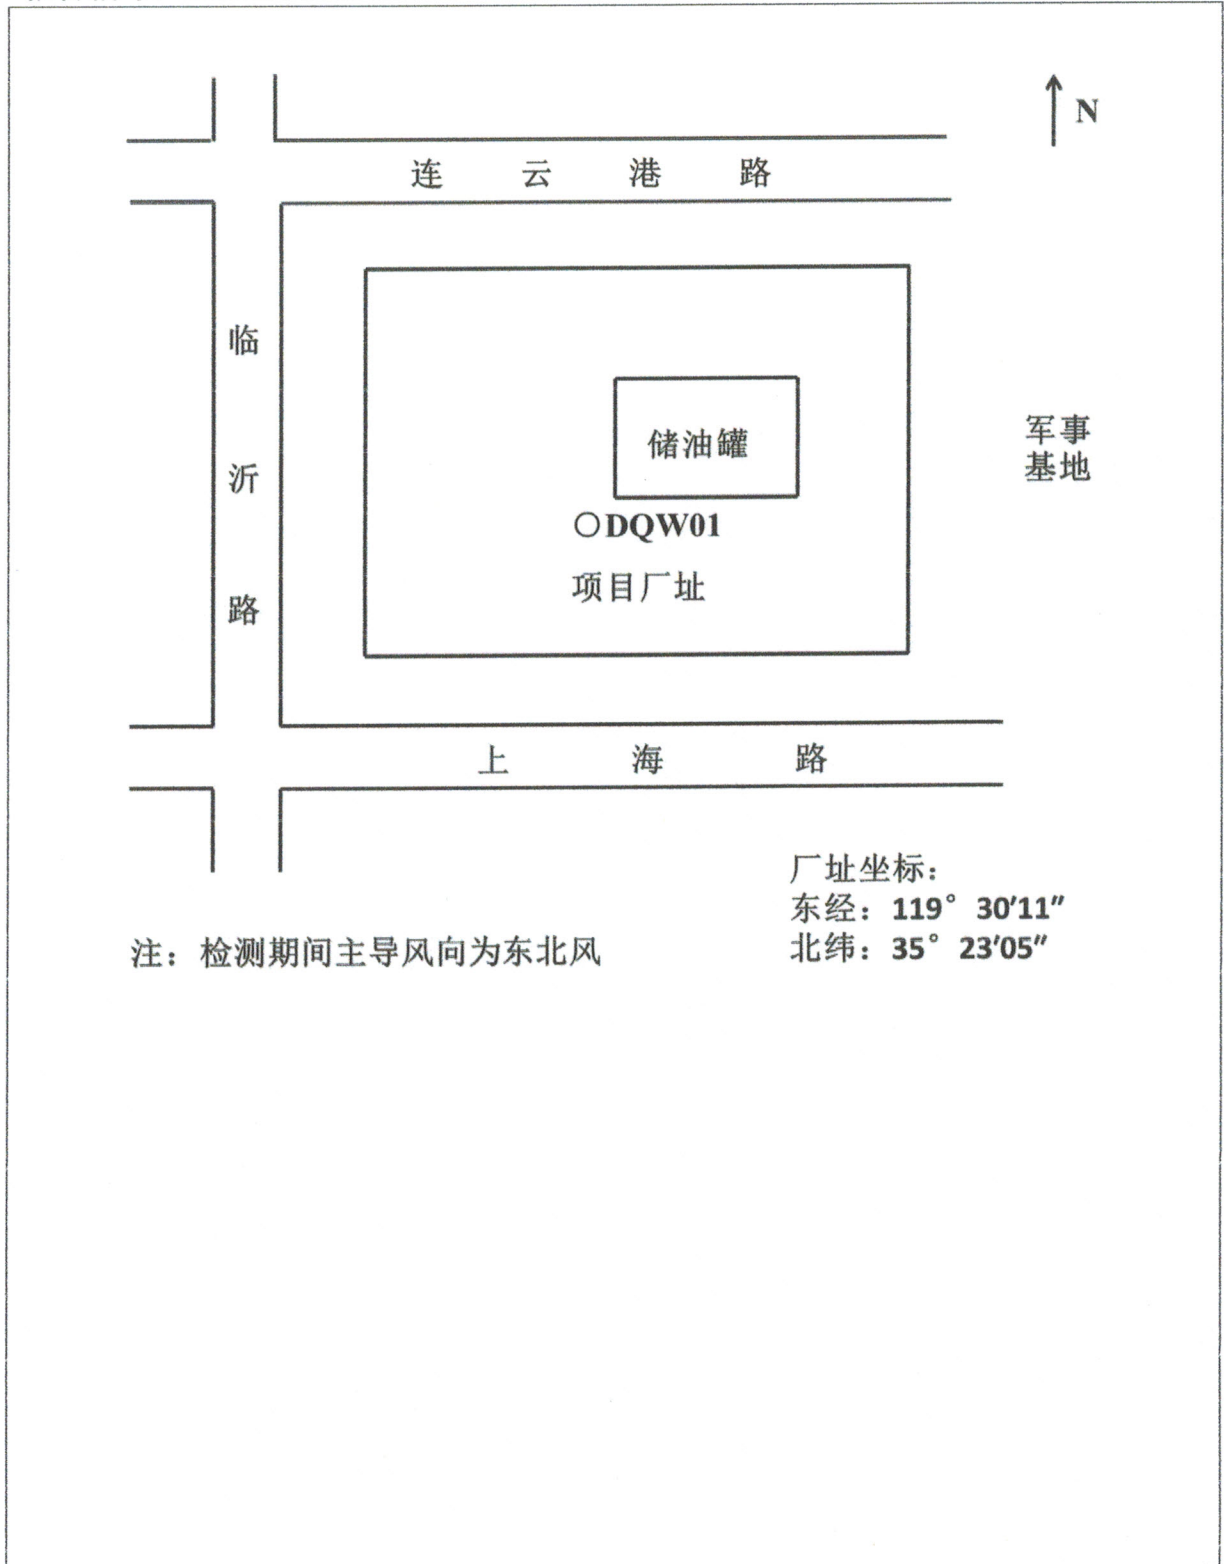 N
连云港路
临沂路
储油罐
军事
基地
○DQW01
项目厂址
上海路
厂址坐标：
东经：119° 30′11″
北纬：35° 23′05″
注：检测期间主导风向为东北风